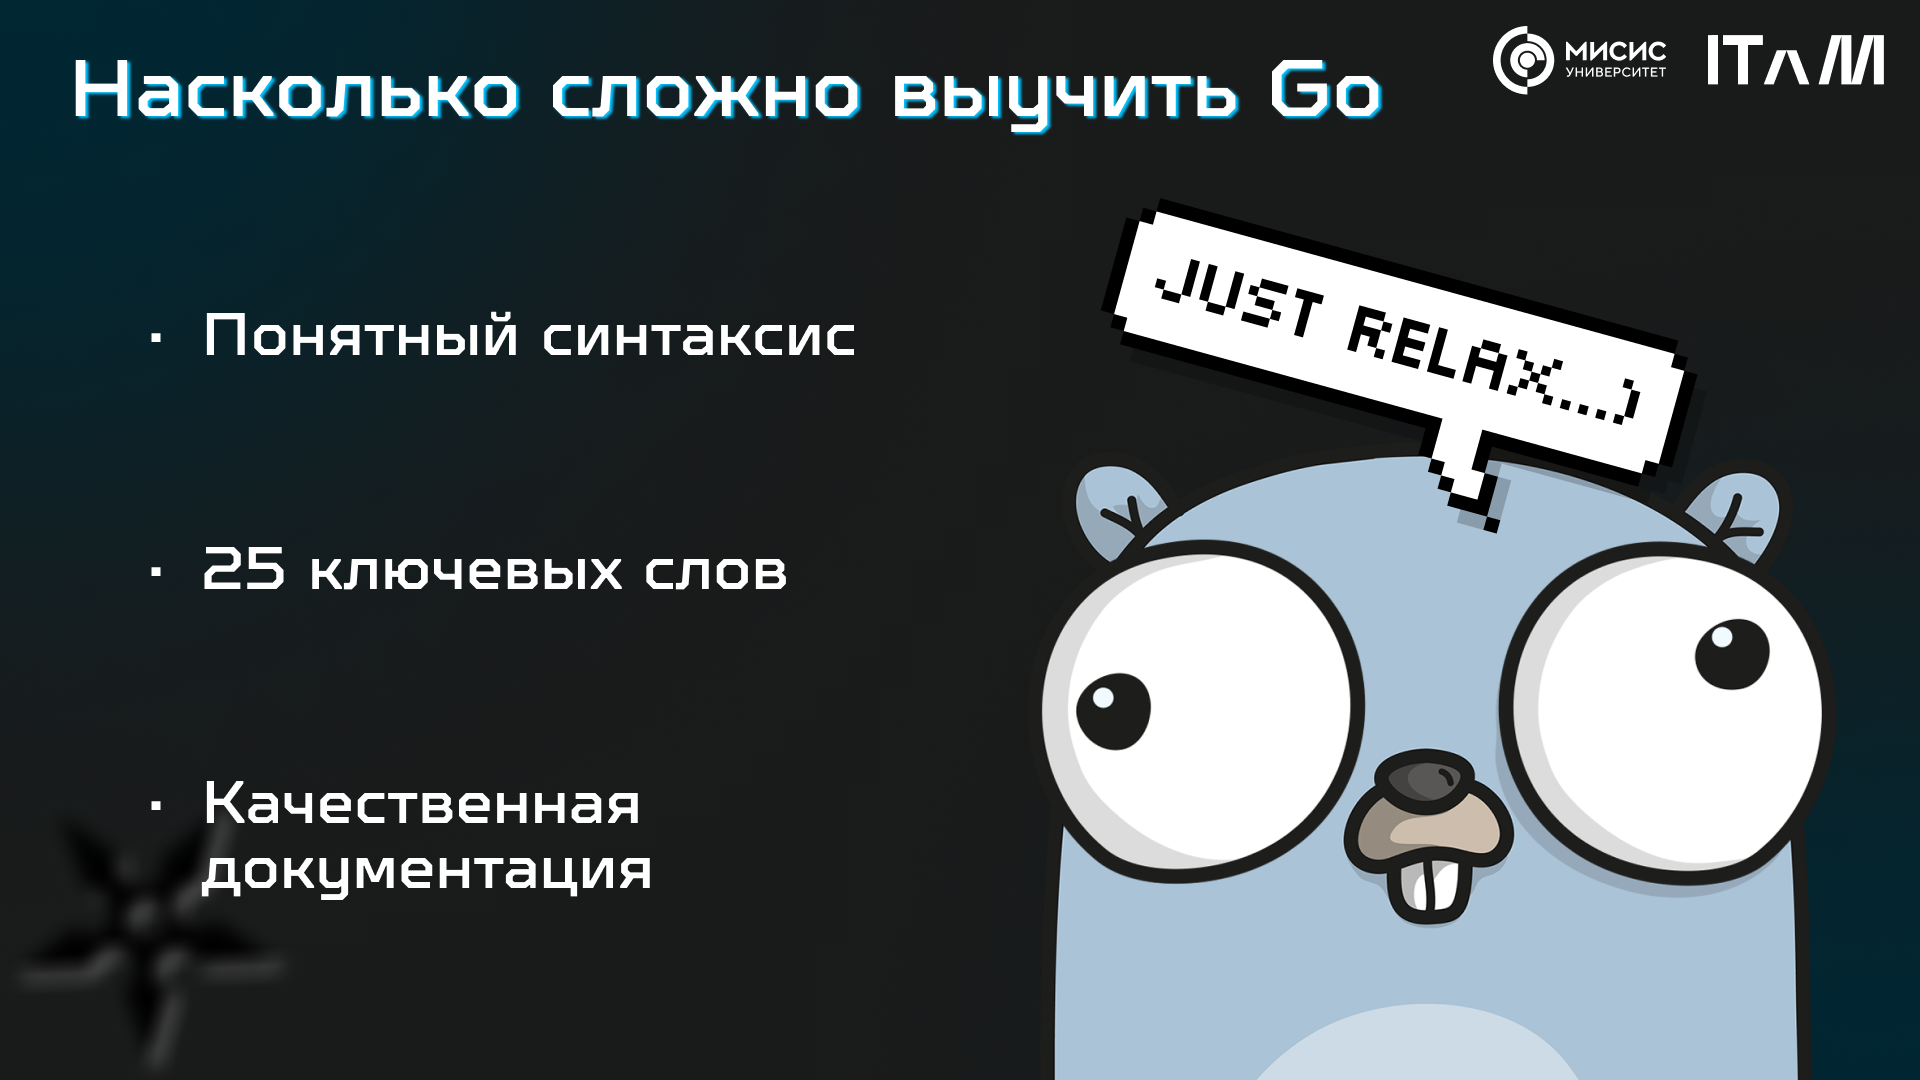 Насколько сложно выучить Go
МИСИС
УНИВЕРСИТЕТ
ITAM
JUST RELAX...)
· Понятный синтаксис
· 25 ключевых слов
· Качественная
документация